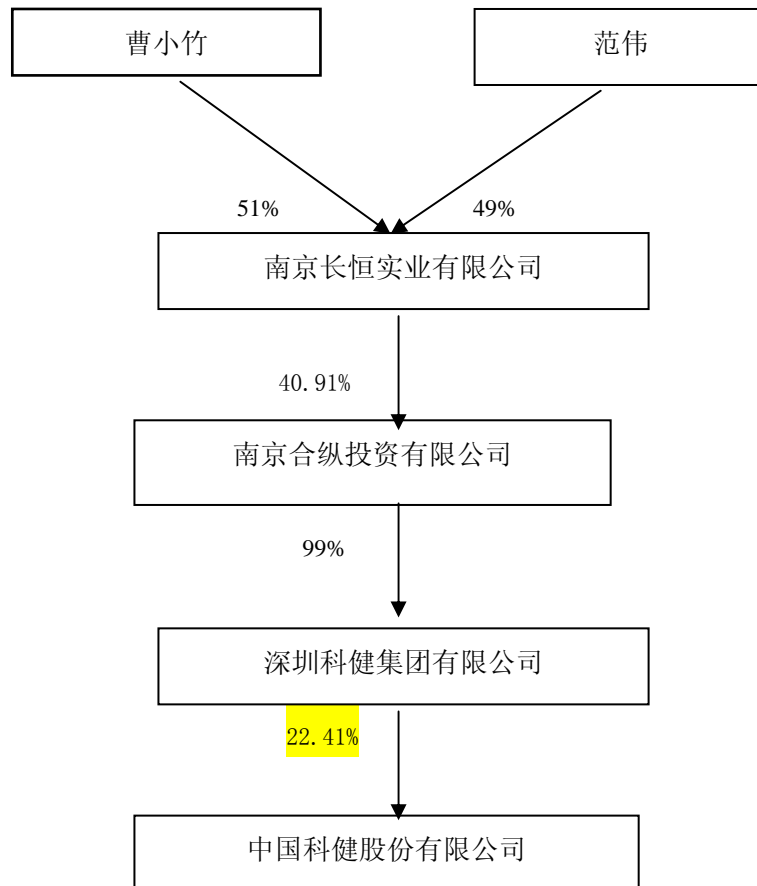 曹小竹
范伟
51%
49%
南京长恒实业有限公司
40.91%
南京合纵投资有限公司
99%
深圳科健集团有限公司
22.41%
中国科健股份有限公司